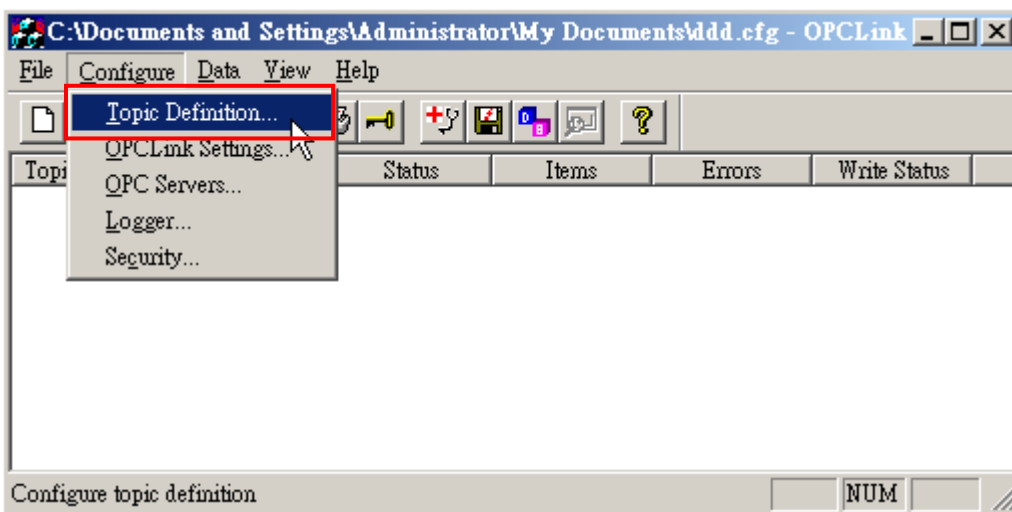 C:\Documents and Settings\Administrator\My Documents\ddd.cfg - OPCLink
File Configure Data View Help
Topic Definition...
OPCLink Settings...
OPC Servers...
Logger...
Security...
Status Items Errors Write Status
Configure topic definition NUM